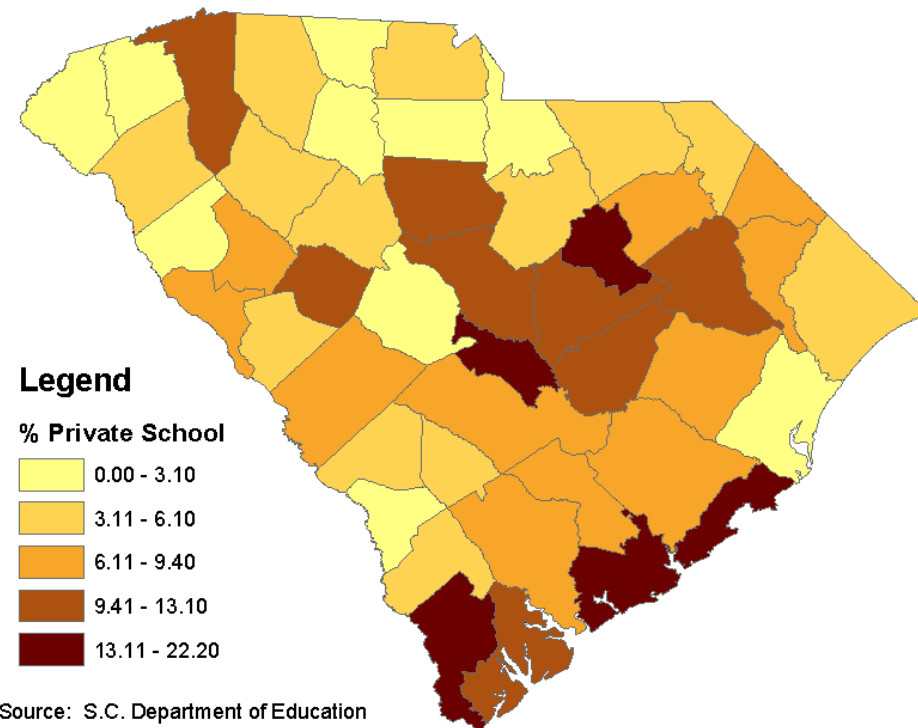 Legend
% Private School
0.00 - 3.10
3.11 - 6.10
6.11 - 9.40
9.41 - 13.10
13.11 - 22.20
Source: S.C. Department of Education